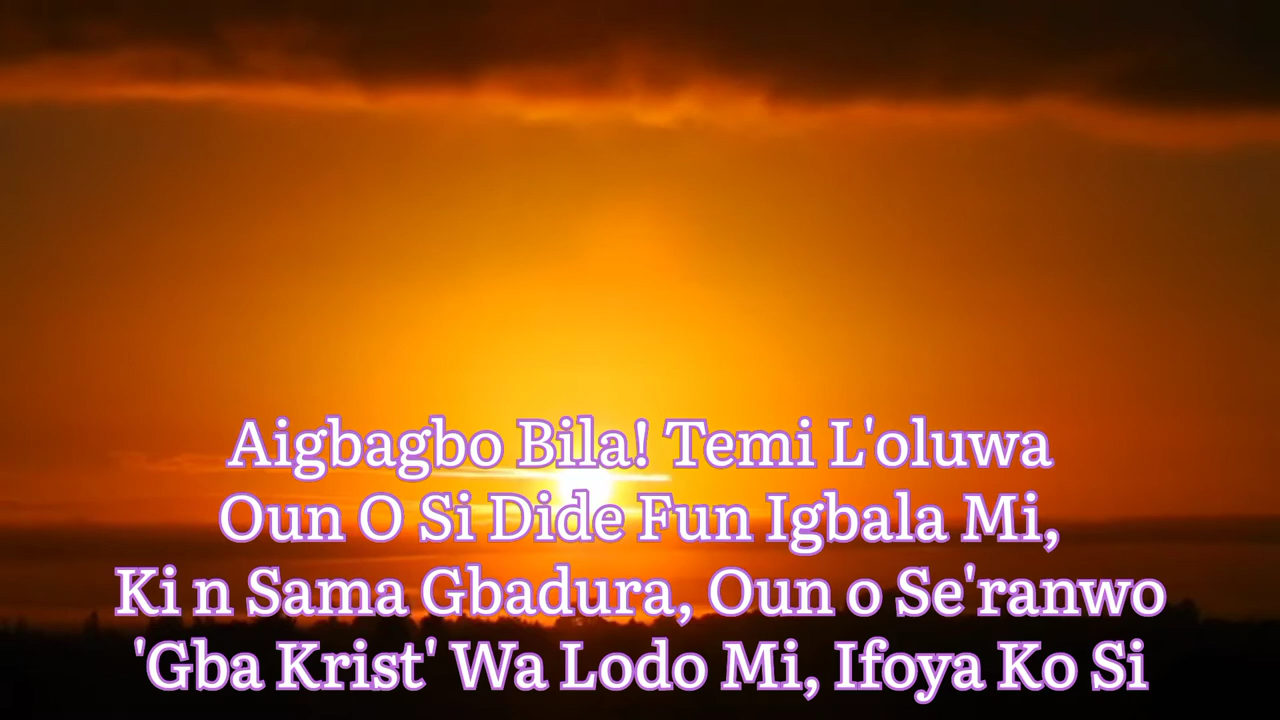 Aigbagbo Bila! Temi L'oluwa
Oun O Si Dide Fun Igbala Mi,
Ki n Sama Gbadura, Oun o Se'ranwo
'Gba Krist' Wa Lodo Mi, Ifoya Ko Si